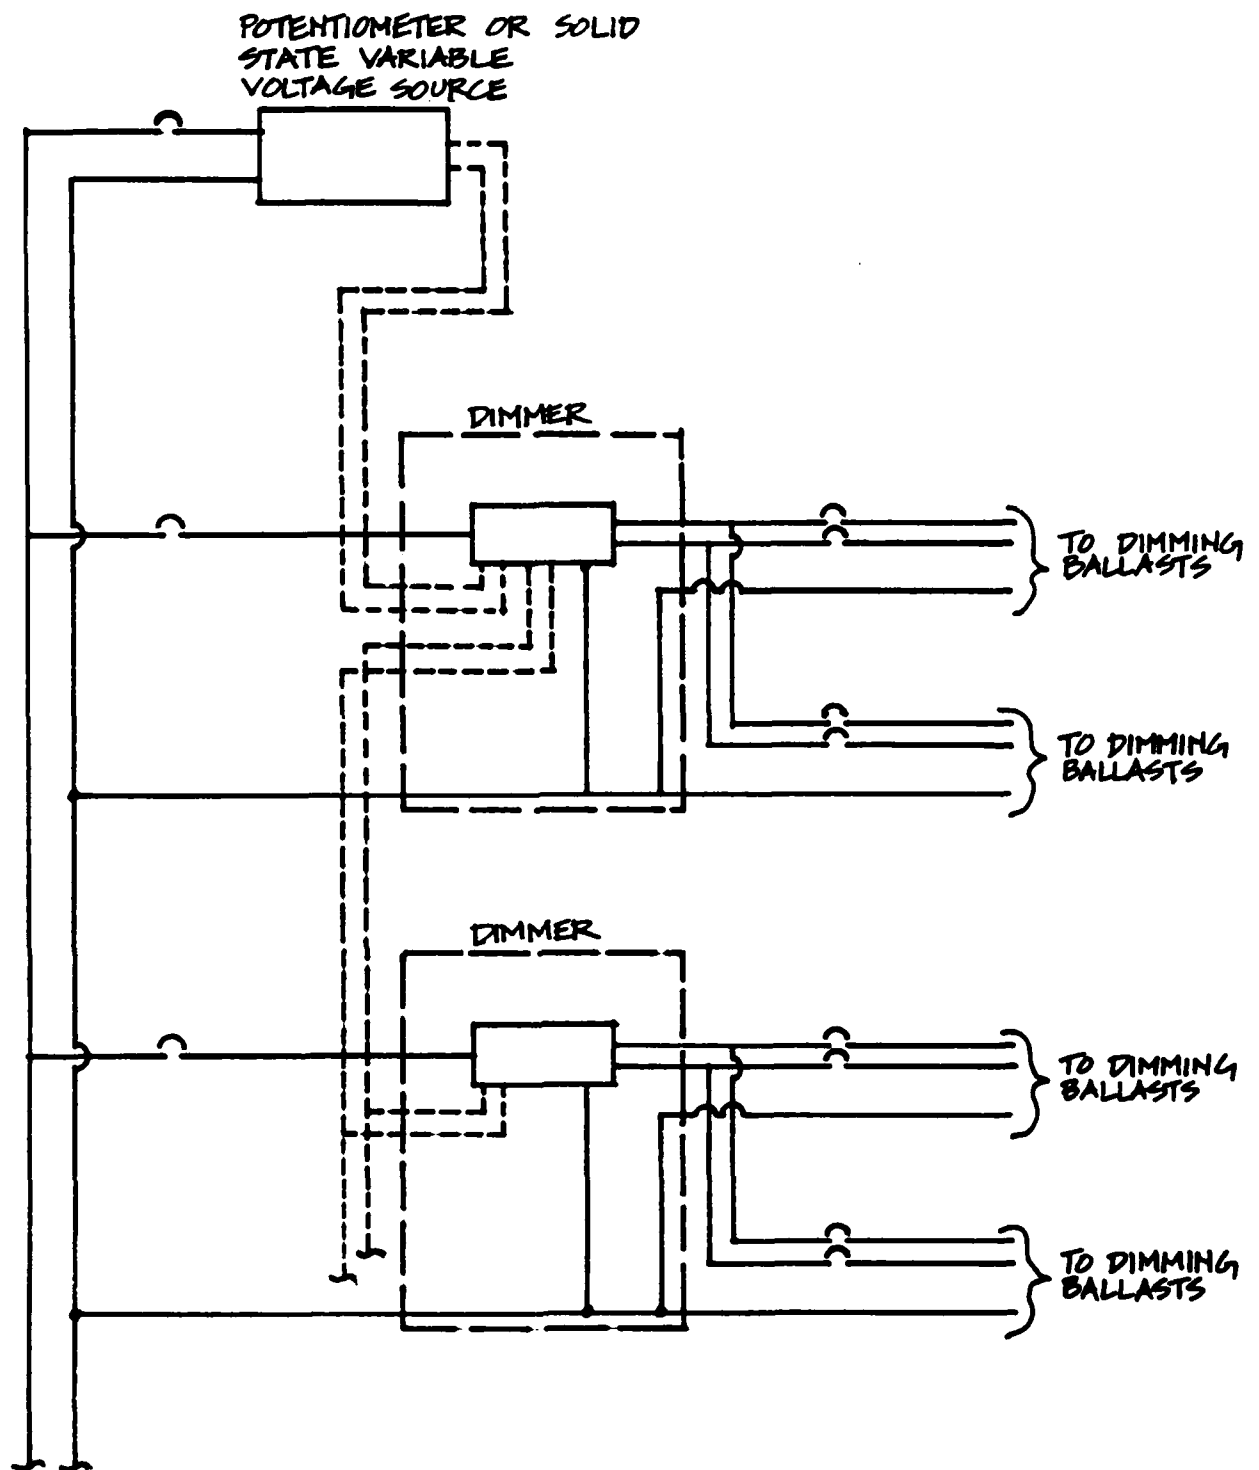 POTENTIOMETER OR SOLID
STATE VARIABLE
VOLTAGE SOURCE
DIMMER
TO DIMMING
BALLASTS
TO DIMMING
BALLASTS
DIMMER
TO DIMMING
BALLASTS
TO DIMMING
BALLASTS